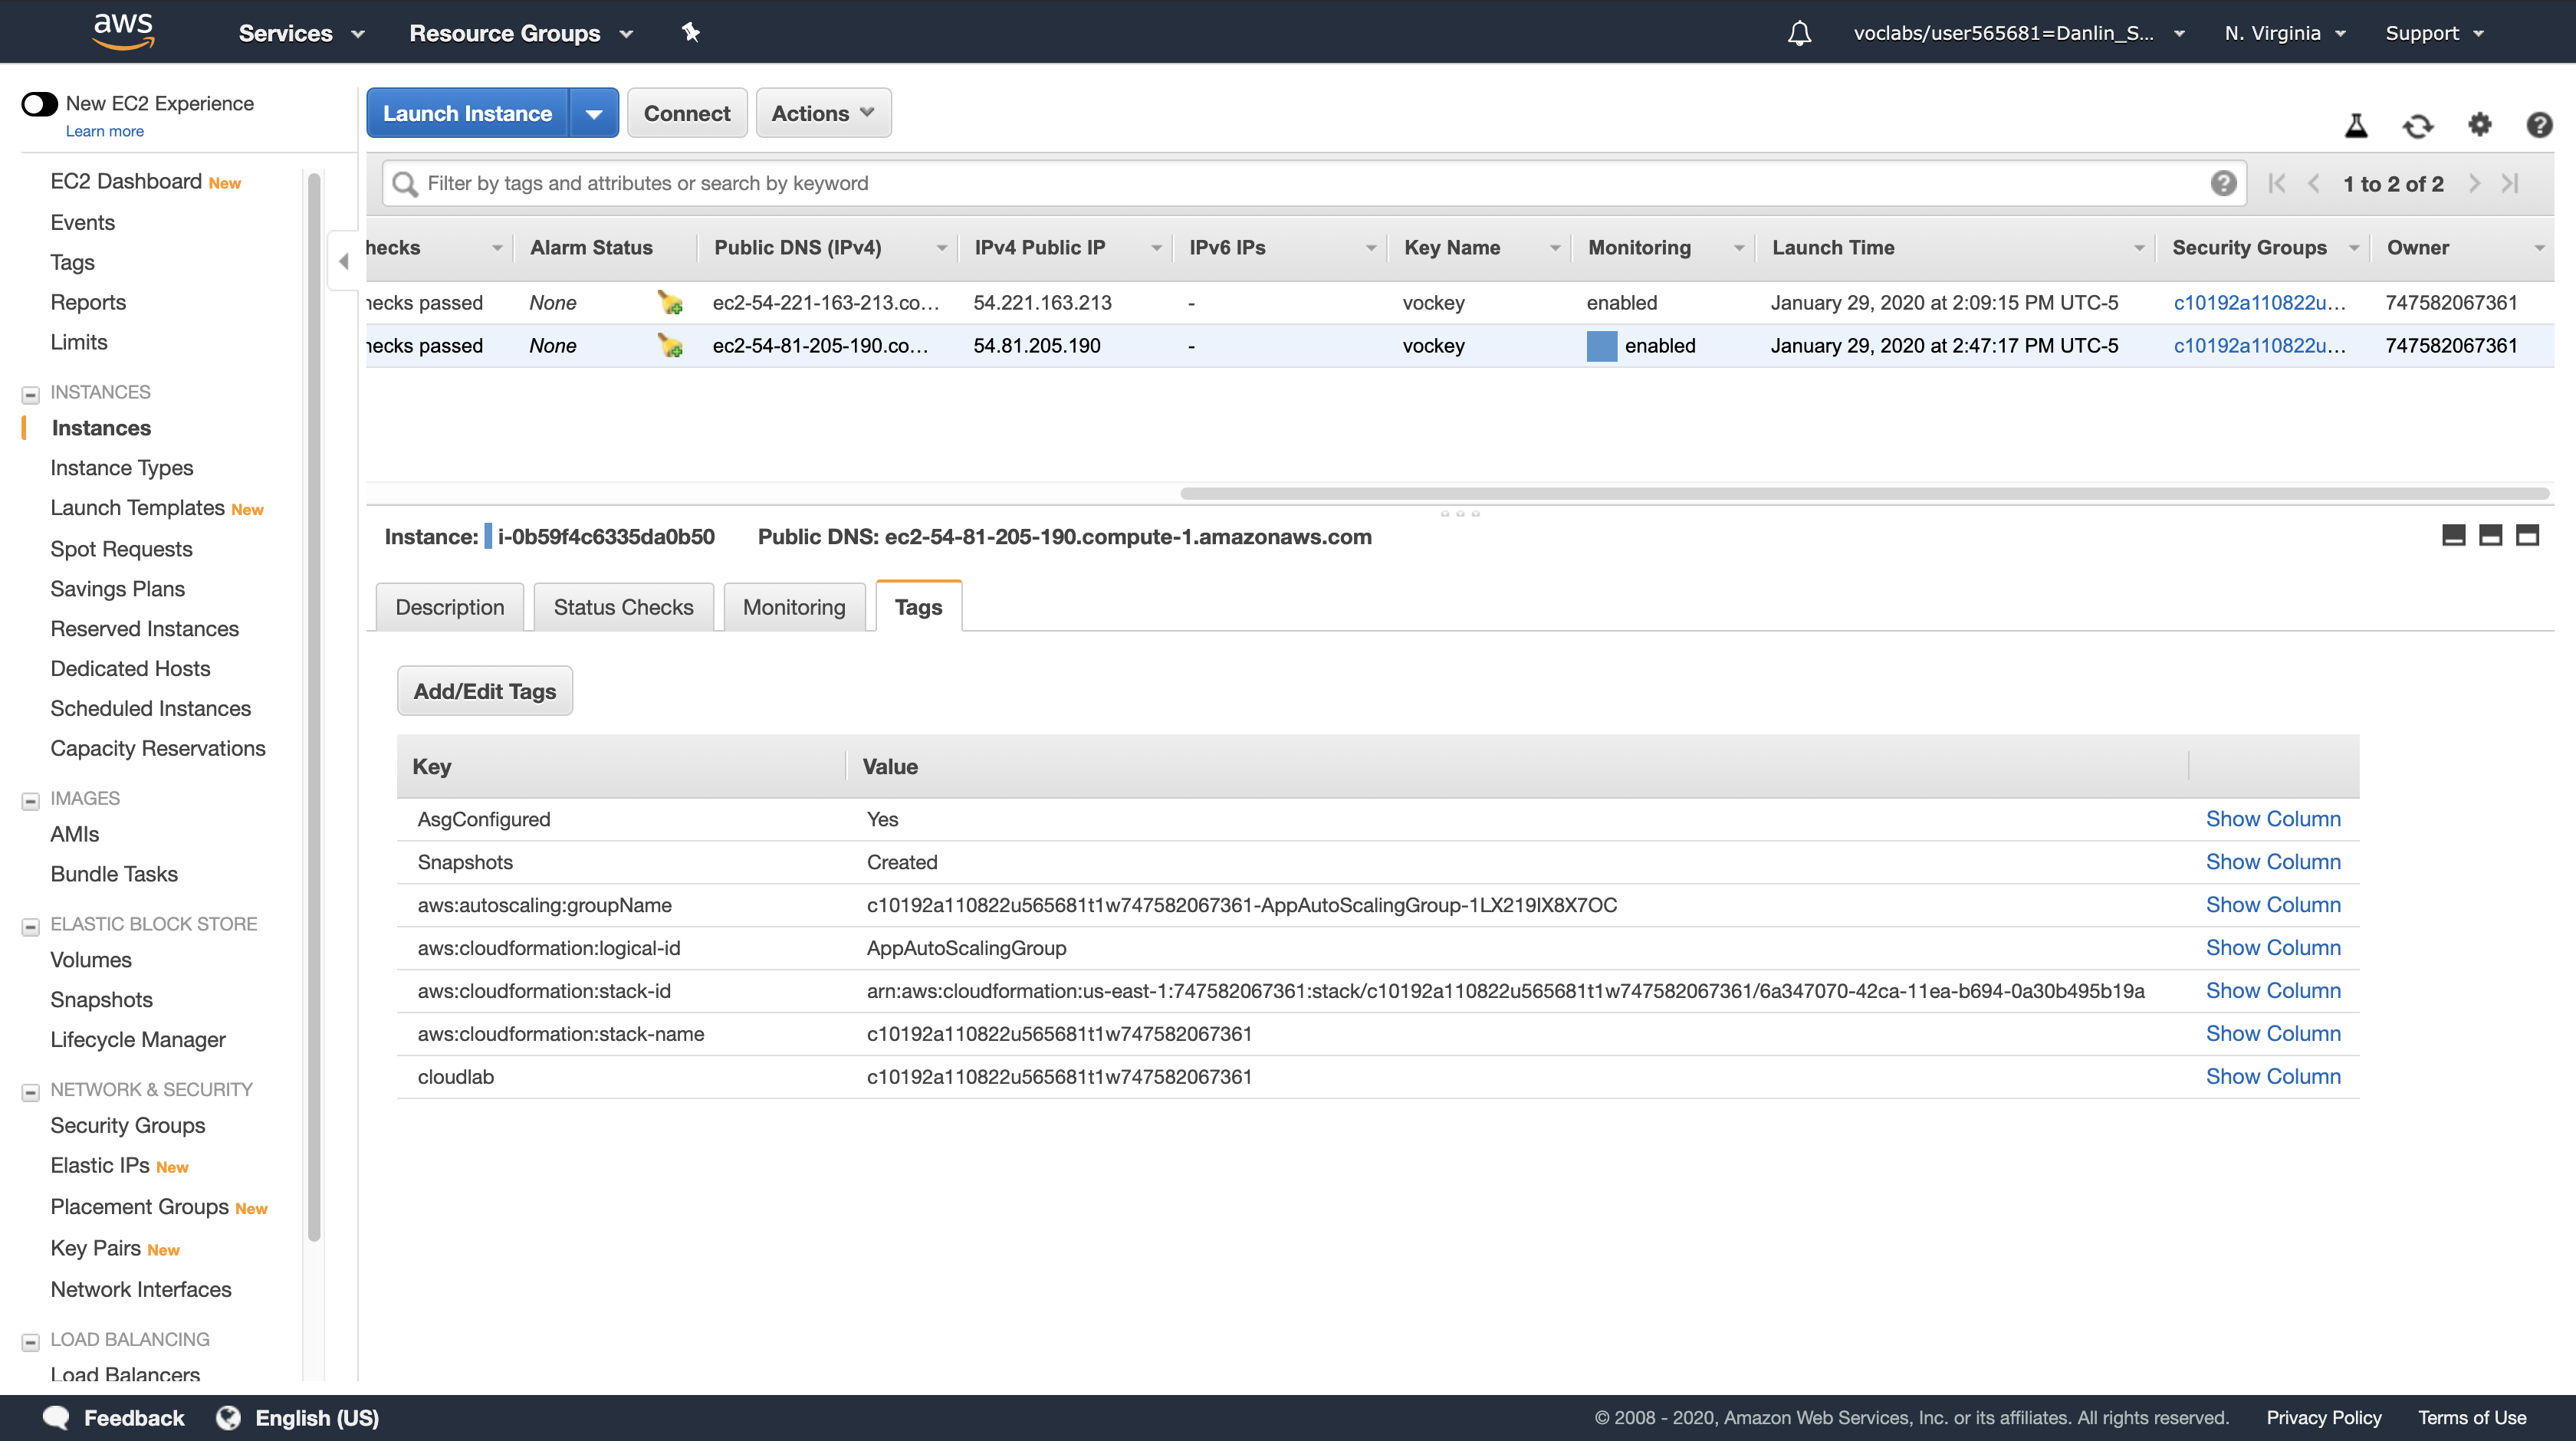 aws Services Resource Groups voclabs/user565681=Danlin_S... N. Virginia Support
New EC2 Experience
Learn more
Launch Instance Connect Actions
Filter by tags and attributes or search by keyword 1 to 2 of 2
EC2 Dashboard New
Events
Tags
Reports
Limits
INSTANCES
Instances
Instance Types
Launch Templates New
Spot Requests
Savings Plans
Reserved Instances
Dedicated Hosts
Scheduled Instances
Capacity Reservations
IMAGES
AMIs
Bundle Tasks
ELASTIC BLOCK STORE
Volumes
Snapshots
Lifecycle Manager
NETWORK & SECURITY
Security Groups
Elastic IPs New
Placement Groups New
Key Pairs New
Network Interfaces
LOAD BALANCING
Load Balancers
hecks Alarm Status Public DNS (IPv4) IPv4 Public IP IPv6 IPs Key Name Monitoring Launch Time Security Groups Owner
hecks passed None ec2-54-221-163-213.co... 54.221.163.213 - vockey enabled January 29, 2020 at 2:09:15 PM UTC-5 c10192a110822u... 747582067361
hecks passed None ec2-54-81-205-190.co... 54.81.205.190 - vockey enabled January 29, 2020 at 2:47:17 PM UTC-5 c10192a110822u... 747582067361
Instance: i-0b59f4c6335da0b50 Public DNS: ec2-54-81-205-190.compute-1.amazonaws.com
Description Status Checks Monitoring Tags
Add/Edit Tags
Key Value
AsgConfigured Yes Show Column
Snapshots Created Show Column
aws:autoscaling:groupName c10192a110822u565681t1w747582067361-AppAutoScalingGroup-1LX219IX8X7OC Show Column
aws:cloudformation:logical-id AppAutoScalingGroup Show Column
aws:cloudformation:stack-id arn:aws:cloudformation:us-east-1:747582067361:stack/c10192a110822u565681t1w747582067361/6a347070-42ca-11ea-b694-0a30b495b19a Show Column
aws:cloudformation:stack-name c10192a110822u565681t1w747582067361 Show Column
cloudlab c10192a110822u565681t1w747582067361 Show Column
Feedback English (US) © 2008 - 2020, Amazon Web Services, Inc. or its affiliates. All rights reserved. Privacy Policy Terms of Use